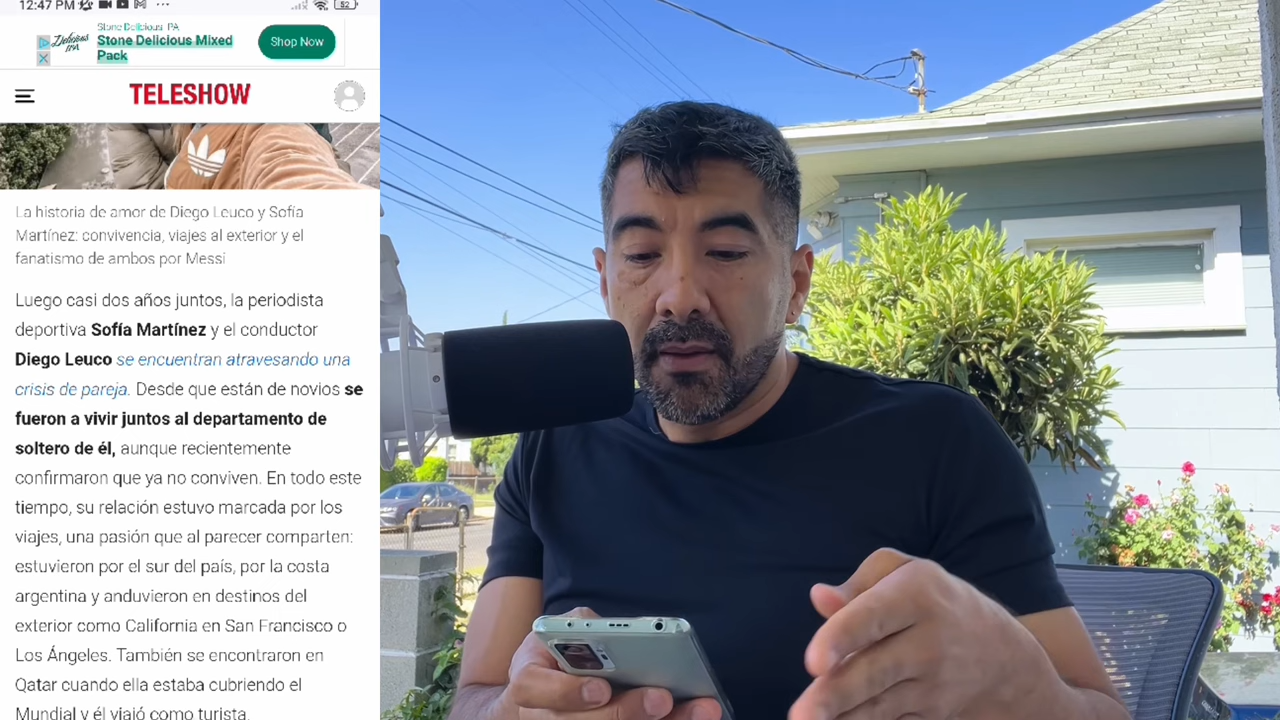 12:47 PM
52
Stone Delicious IPA
Delicious
IPA
Stone Delicious Mixed
Pack
Shop Now
TELESHOW
La historia de amor de Diego Leuco y Sofía
Martínez: convivencia, viajes al exterior y el
fanatismo de ambos por Messi
Luego casi dos años juntos, la periodista
deportiva Sofía Martínez y el conductor
Diego Leuco se encuentran atravesando una
crisis de pareja. Desde que están de novios se
fueron a vivir juntos al departamento de
soltero de él, aunque recientemente
confirmaron que ya no conviven. En todo este
tiempo, su relación estuvo marcada por los
viajes, una pasión que al parecer comparten:
estuvieron por el sur del país, por la costa
argentina y anduvieron en destinos del
exterior como California en San Francisco o
Los Ángeles. También se encontraron en
Qatar cuando ella estaba cubriendo el
Mundial y él viajó como turista.